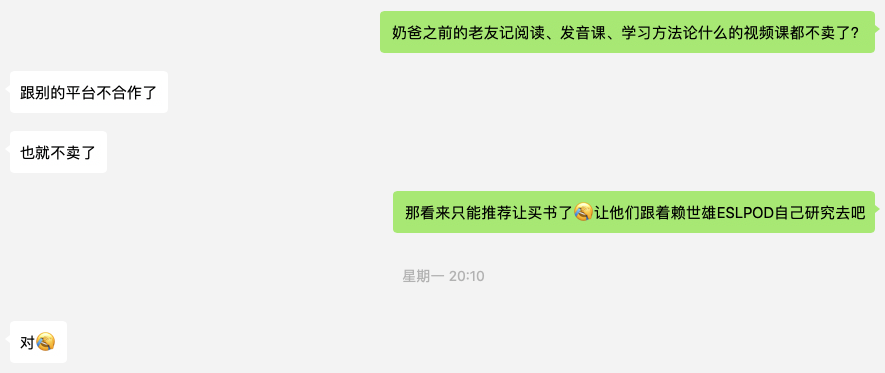 奶爸之前的老友记阅读、发音课、学习方法论什么的视频课都不卖了?
跟别的平台不合作了
也就不卖了
那看来只能推荐让买书了🤣让他们跟着赖世雄ESLPOD自己研究去吧
星期一 20:10
对🤣